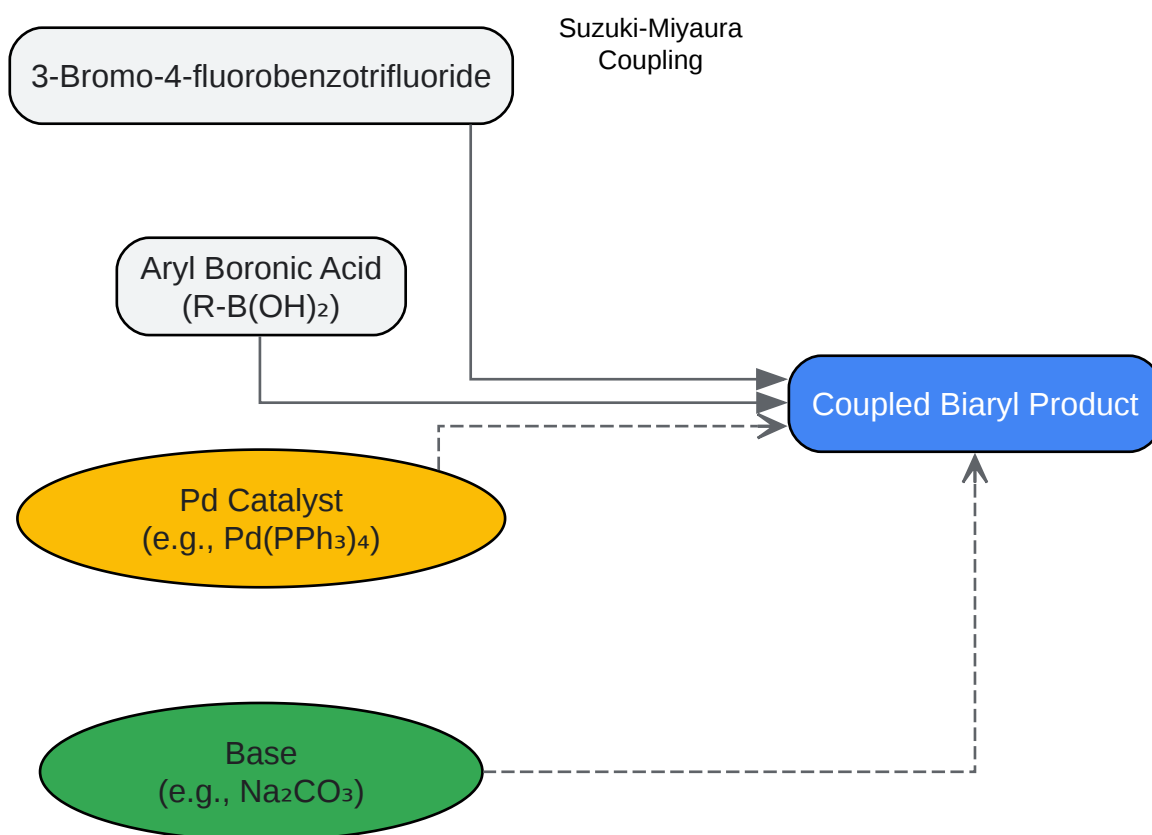 Suzuki-Miyaura
Coupling
3-Bromo-4-fluorobenzotrifluoride
Aryl Boronic Acid
(R-B(OH)₂)
Coupled Biaryl Product
Pd Catalyst
(e.g., Pd(PPh₃)₄)
Base
(e.g., Na₂CO₃)